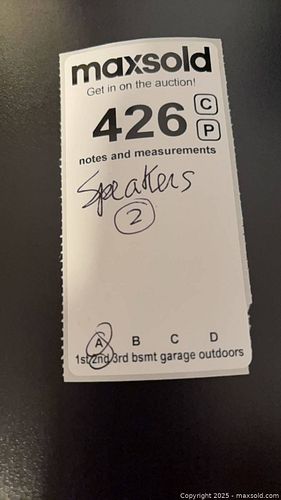 maxsold
Get in on the auction!
426 C
P
notes and measurements
Speakers
2
A B C D
1st 2nd 3rd bsmt garage outdoors
Copyright 2025 - maxsold.com